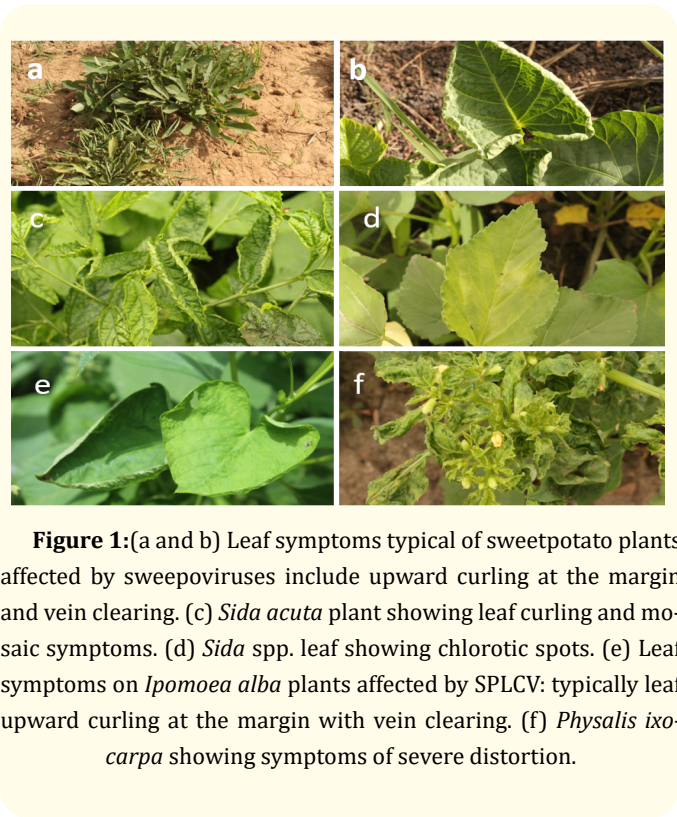 a
b
c
d
e
f
Figure 1:(a and b) Leaf symptoms typical of sweetpotato plants
affected by sweepoviruses include upward curling at the margin
and vein clearing. (c) Sida acuta plant showing leaf curling and mo-
saic symptoms. (d) Sida spp. leaf showing chlorotic spots. (e) Leaf
symptoms on Ipomoea alba plants affected by SPLCV: typically leaf
upward curling at the margin with vein clearing. (f) Physalis ixo-
carpa showing symptoms of severe distortion.